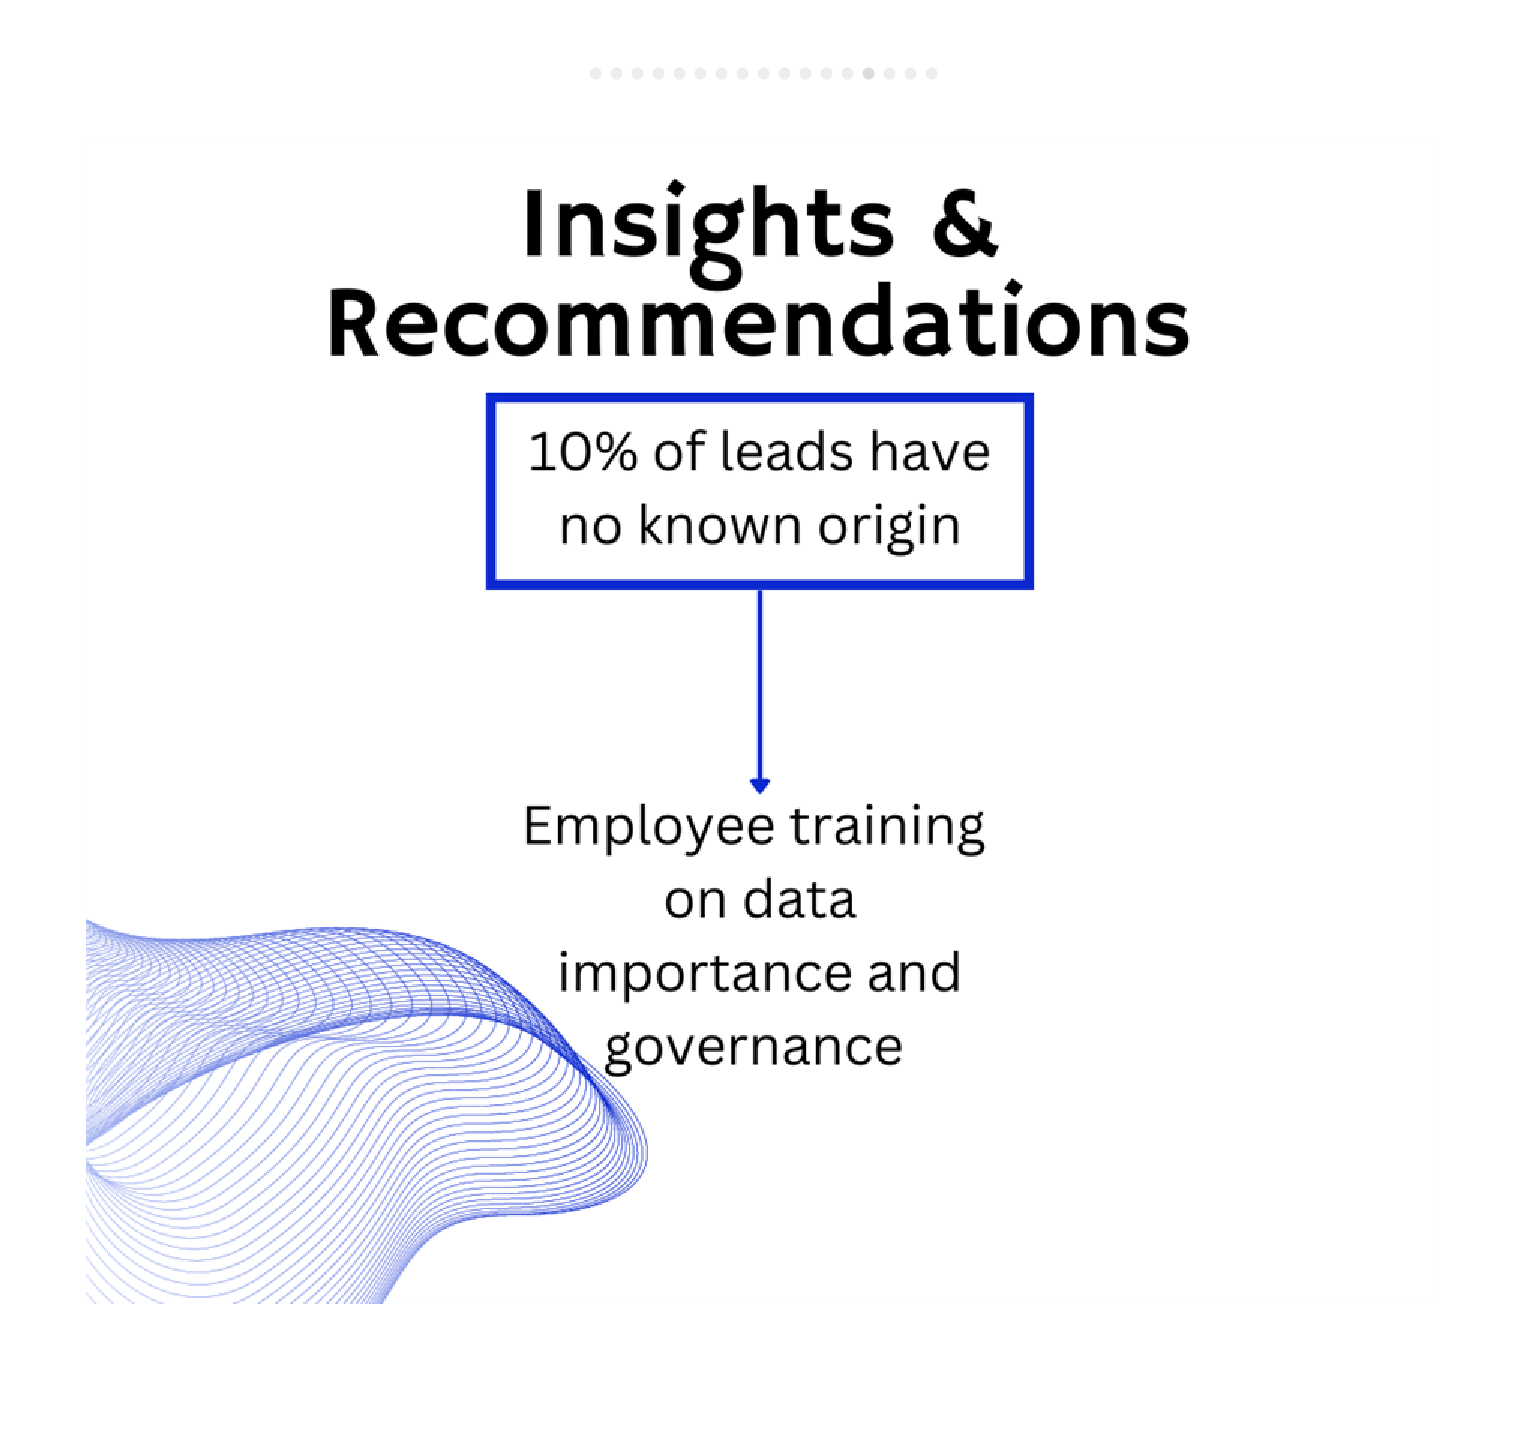 Insights &
Recommendations
10% of leads have
no known origin
Employee training
on data
importance and
governance